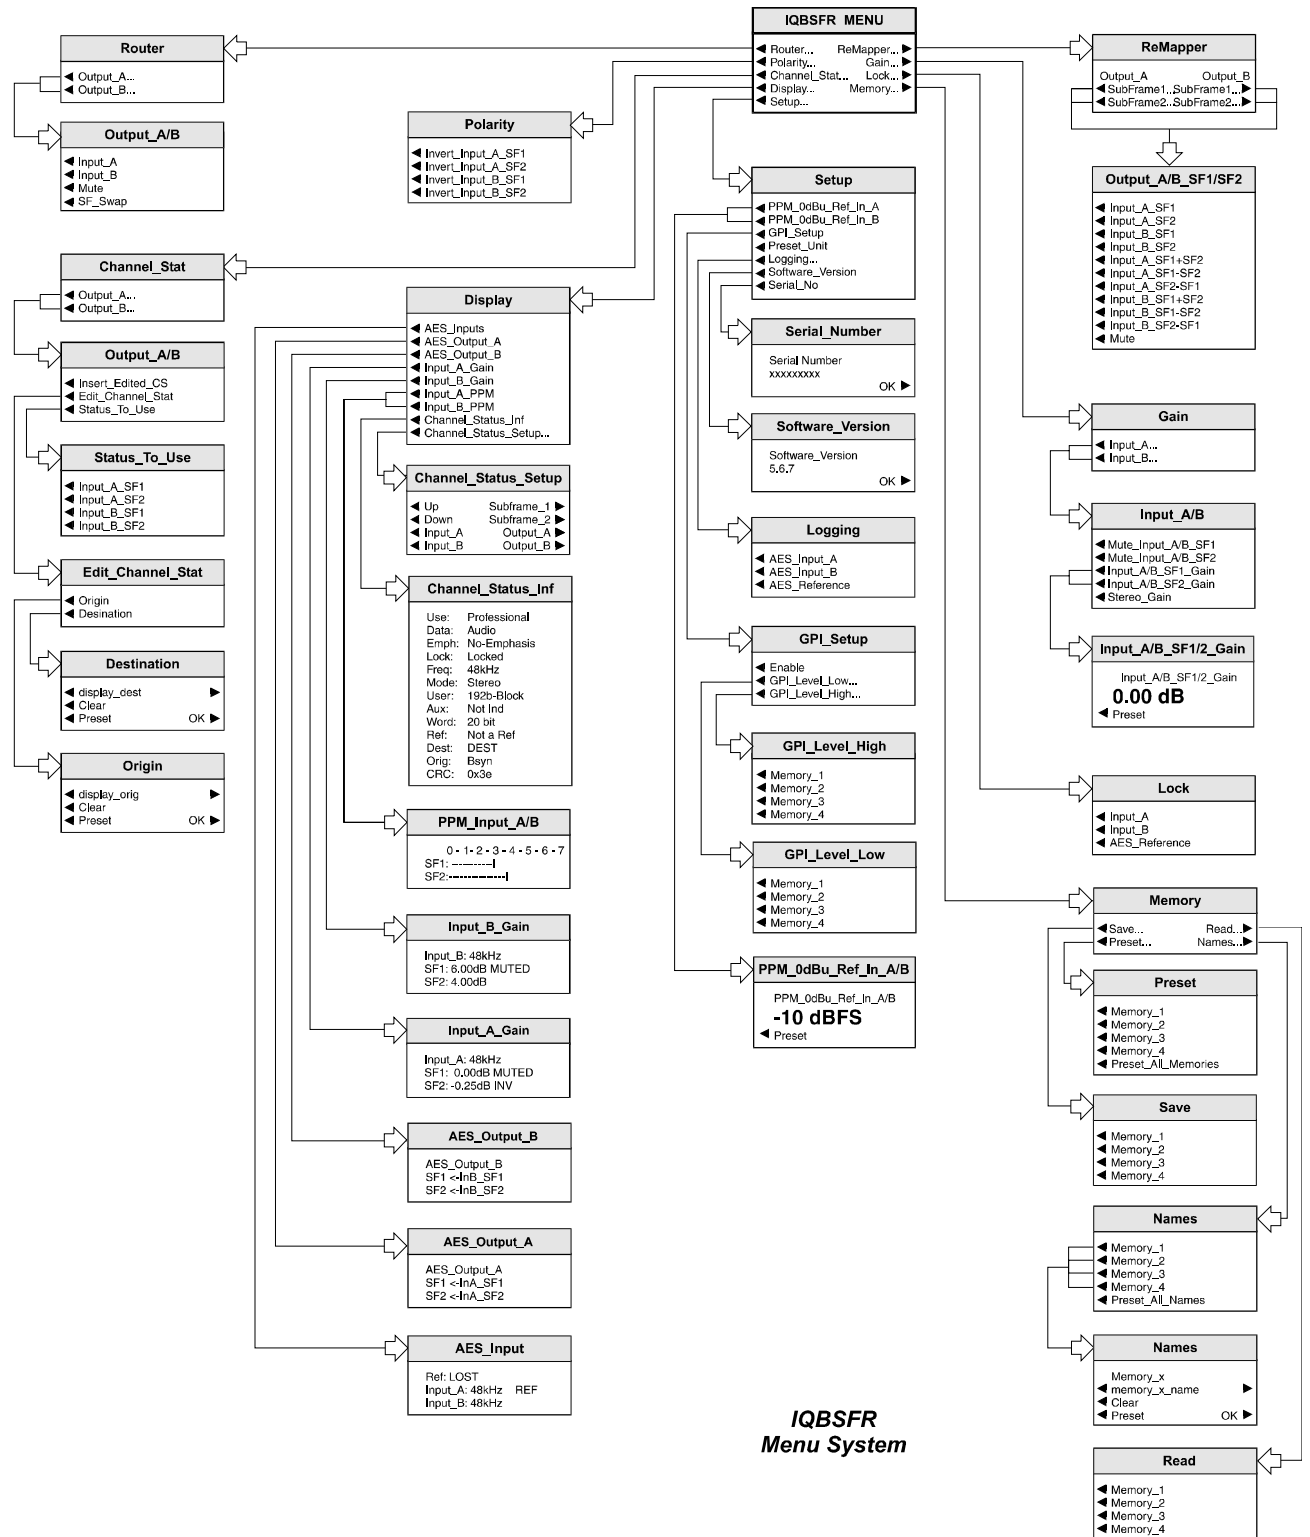 IQBSFR MENU
Router... ReMapper...
Polarity... Gain...
Channel_Stat... Lock...
Display... Memory...
Setup...
Router
Output_A...
Output_B...
Output_A/B
Input_A
Input_B
Mute
SF_Swap
Polarity
Invert_Input_A_SF1
Invert_Input_A_SF2
Invert_Input_B_SF1
Invert_Input_B_SF2
Channel_Stat
Output_A...
Output_B...
Output_A/B
Insert_Edited_CS
Edit_Channel_Stat
Status_To_Use
Status_To_Use
Input_A_SF1
Input_A_SF2
Input_B_SF1
Input_B_SF2
Edit_Channel_Stat
Origin
Desination
Destination
display_dest
Clear
Preset OK
Origin
display_orig
Clear
Preset OK
Display
AES_Inputs
AES_Output_A
AES_Output_B
Input_A_Gain
Input_B_Gain
Input_A_PPM
Input_B_PPM
Channel_Status_Inf
Channel_Status_Setup...
Channel_Status_Setup
Up Subframe_1
Down Subframe_2
Input_A Output_A
Input_B Output_B
Channel_Status_Inf
Use: Professional
Data: Audio
Emph: No-Emphasis
Lock: Locked
Freq: 48kHz
Mode: Stereo
User: 192b-Block
Aux: Not Ind
Word: 20 bit
Ref: Not a Ref
Dest: DEST
Orig: Bsyn
CRC: 0x3e
PPM_Input_A/B
0 - 1 - 2 - 3 - 4 - 5 - 6 - 7
SF1: ----------|
SF2: --------------|
Input_B_Gain
Input_B: 48kHz
SF1: 6.00dB MUTED
SF2: 4.00dB
Input_A_Gain
Input_A: 48kHz
SF1: 0.00dB MUTED
SF2: -0.25dB INV
AES_Output_B
AES_Output_B
SF1 <-InB_SF1
SF2 <-InB_SF2
AES_Output_A
AES_Output_A
SF1 <-InA_SF1
SF2 <-InA_SF2
AES_Input
Ref: LOST
Input_A: 48kHz REF
Input_B: 48kHz
Setup
PPM_0dBu_Ref_In_A
PPM_0dBu_Ref_In_B
GPI_Setup
Preset_Unit
Logging...
Software_Version
Serial_No
Serial_Number
Serial Number
xxxxxxxxx
OK
Software_Version
Software_Version
5.6.7
OK
Logging
AES_Input_A
AES_Input_B
AES_Reference
GPI_Setup
Enable
GPI_Level_Low...
GPI_Level_High...
GPI_Level_High
Memory_1
Memory_2
Memory_3
Memory_4
GPI_Level_Low
Memory_1
Memory_2
Memory_3
Memory_4
PPM_0dBu_Ref_In_A/B
PPM_0dBu_Ref_In_A/B
-10 dBFS
Preset
ReMapper
Output_A Output_B
SubFrame1... SubFrame1...
SubFrame2... SubFrame2...
Output_A/B_SF1/SF2
Input_A_SF1
Input_A_SF2
Input_B_SF1
Input_B_SF2
Input_A_SF1+SF2
Input_A_SF1-SF2
Input_A_SF2-SF1
Input_B_SF1+SF2
Input_B_SF1-SF2
Input_B_SF2-SF1
Mute
Gain
Input_A...
Input_B...
Input_A/B
Mute_Input_A/B_SF1
Mute_Input_A/B_SF2
Input_A/B_SF1_Gain
Input_A/B_SF2_Gain
Stereo_Gain
Input_A/B_SF1/2_Gain
Input_A/B_SF1/2_Gain
0.00 dB
Preset
Lock
Input_A
Input_B
AES_Reference
Memory
Save... Read...
Preset... Names...
Preset
Memory_1
Memory_2
Memory_3
Memory_4
Preset_All_Memories
Save
Memory_1
Memory_2
Memory_3
Memory_4
Names
Memory_1
Memory_2
Memory_3
Memory_4
Preset_All_Names
Names
Memory_x
memory_x_name
Clear
Preset OK
Read
Memory_1
Memory_2
Memory_3
Memory_4
IQBSFR
Menu System